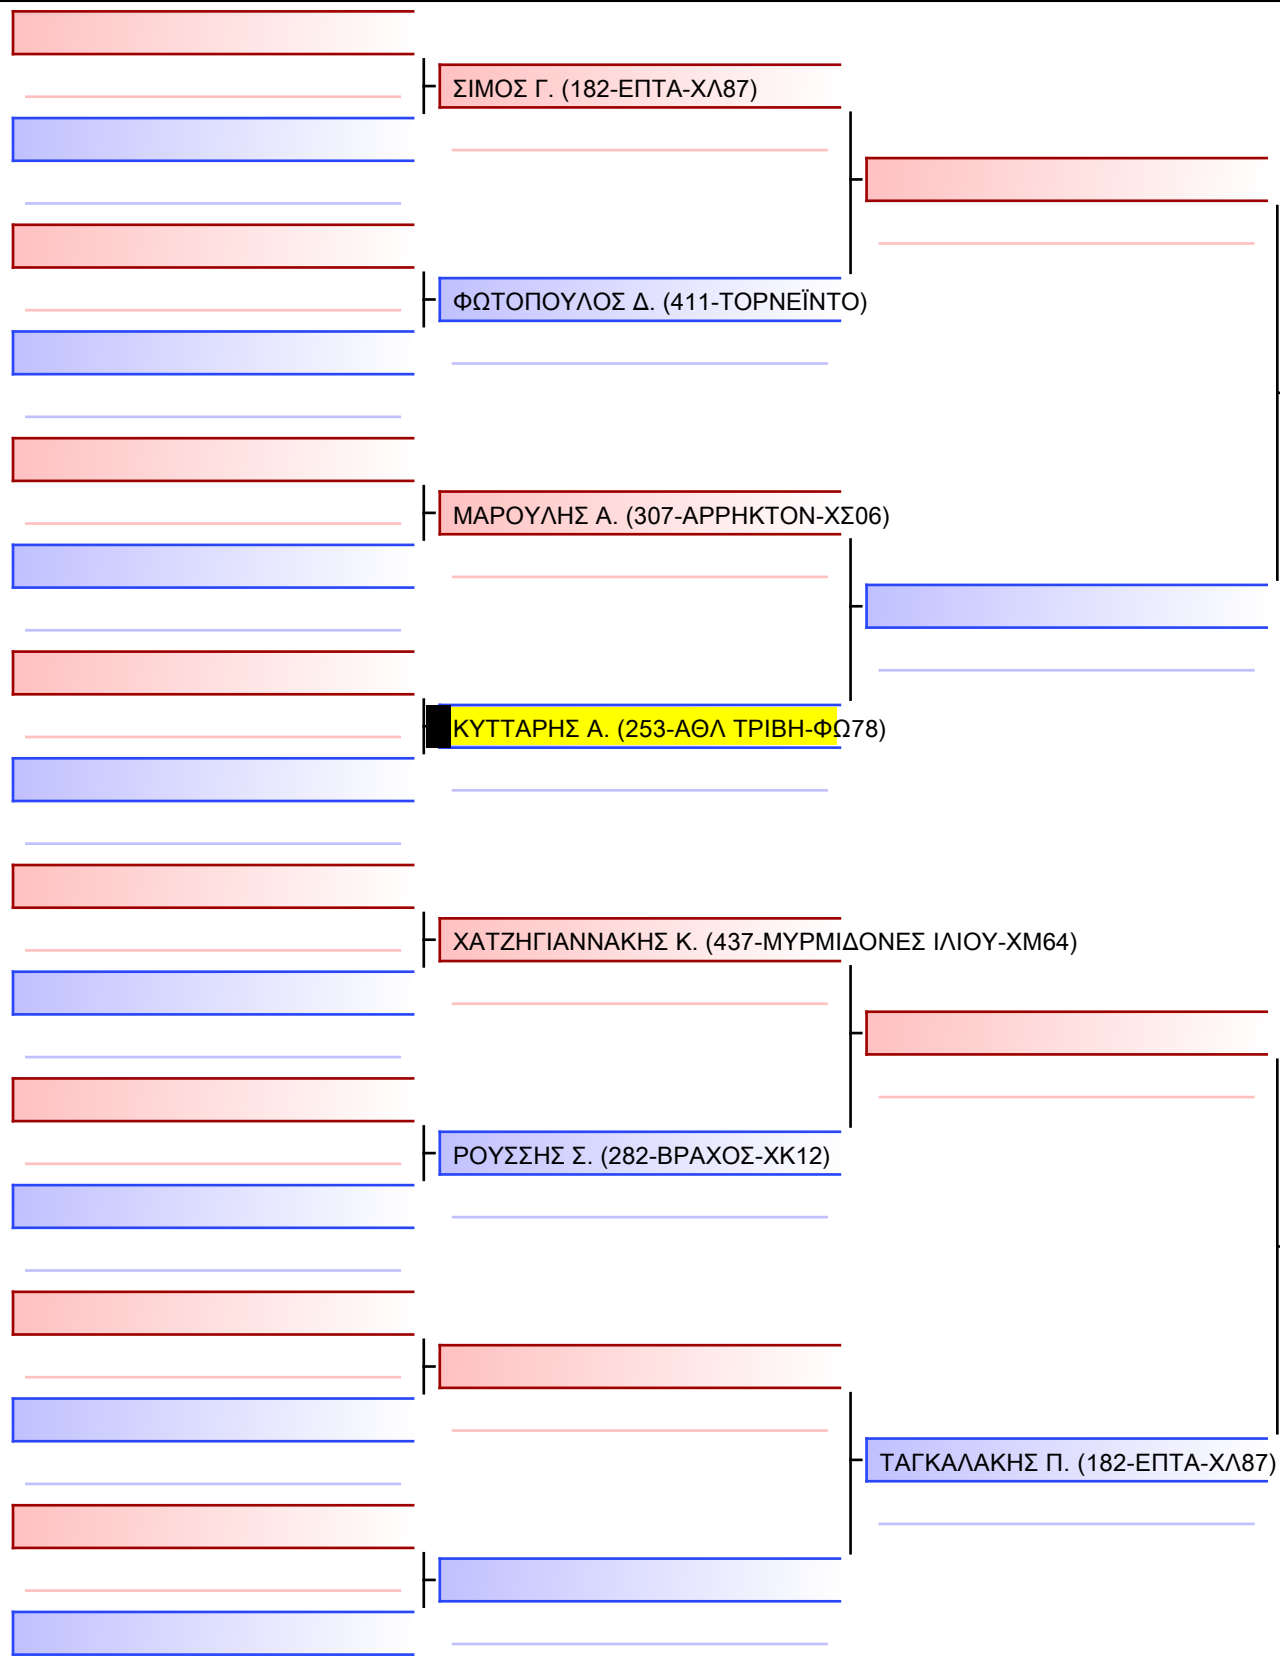 ΣΙΜΟΣ Γ. (182-ΕΠΤΑ-ΧΛ87)
ΦΩΤΟΠΟΥΛΟΣ Δ. (411-ΤΟΡΝΕΪΝΤΟ)
ΜΑΡΟΥΛΗΣ Α. (307-ΑΡΡΗΚΤΟΝ-ΧΣ06)
ΚΥΤΤΑΡΗΣ Α. (253-ΑΘΛ ΤΡΙΒΗ-ΦΩ78)
ΧΑΤΖΗΓΙΑΝΝΑΚΗΣ Κ. (437-ΜΥΡΜΙΔΟΝΕΣ ΙΛΙΟΥ-ΧΜ64)
ΡΟΥΣΣΗΣ Σ. (282-ΒΡΑΧΟΣ-ΧΚ12)
ΤΑΓΚΑΛΑΚΗΣ Π. (182-ΕΠΤΑ-ΧΛ87)